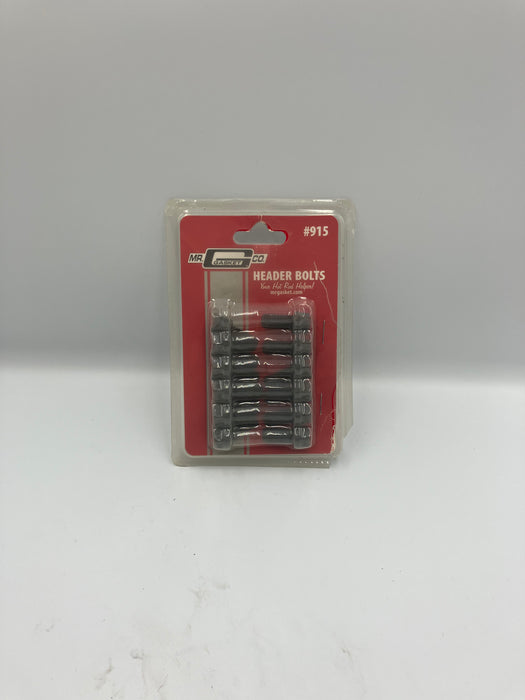 #915
MR. GASKET CO.
HEADER BOLTS
Your Hot Rod Helper!
mrgasket.com